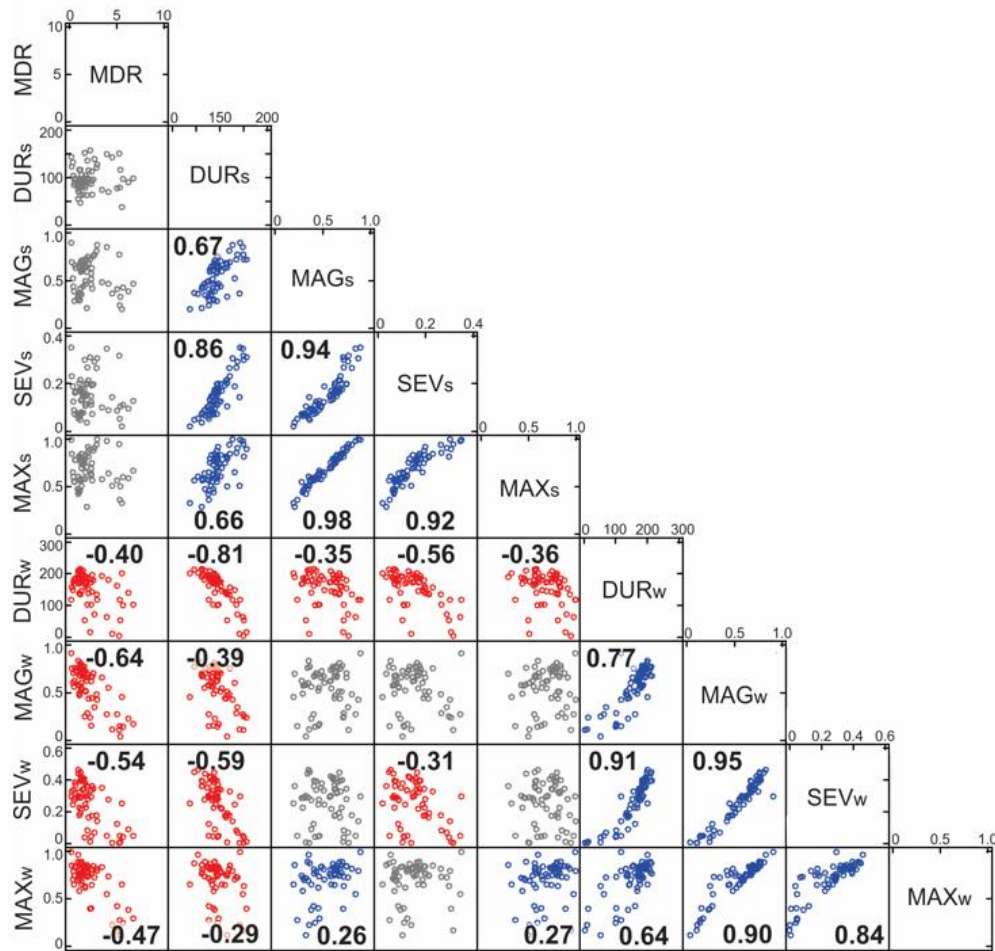 0 5 10
10
5
0
MDR
MDR
0 150 200
200
100
0
DURs
DURs
0 0.5 1.0
1.0
0.5
0
MAGs
0.67
MAGs
0 0.2 0.4
0.4
0.2
0
SEVs
0.86 0.94
SEVs
0 0.5 1.0
1.0
0.5
0
MAXs
0.66 0.98 0.92
MAXs
0 100 200 300
300
200
100
0
DURw
-0.40 -0.81 -0.35 -0.56 -0.36
DURw
0 0.5 1.0
1.0
0.5
0
MAGw
-0.64 -0.39 0.77
MAGw
0 0.2 0.4 0.6
0.6
0.4
0.2
0
SEVw
-0.54 -0.59 -0.31 0.91 0.95
SEVw
0 0.5 1.0
1.0
0.5
0
MAXw
-0.47 -0.29 0.26 0.27 0.64 0.90 0.84
MAXw